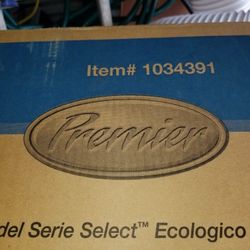 Item# 1034391
Premier
del Serie Select™ Ecologico